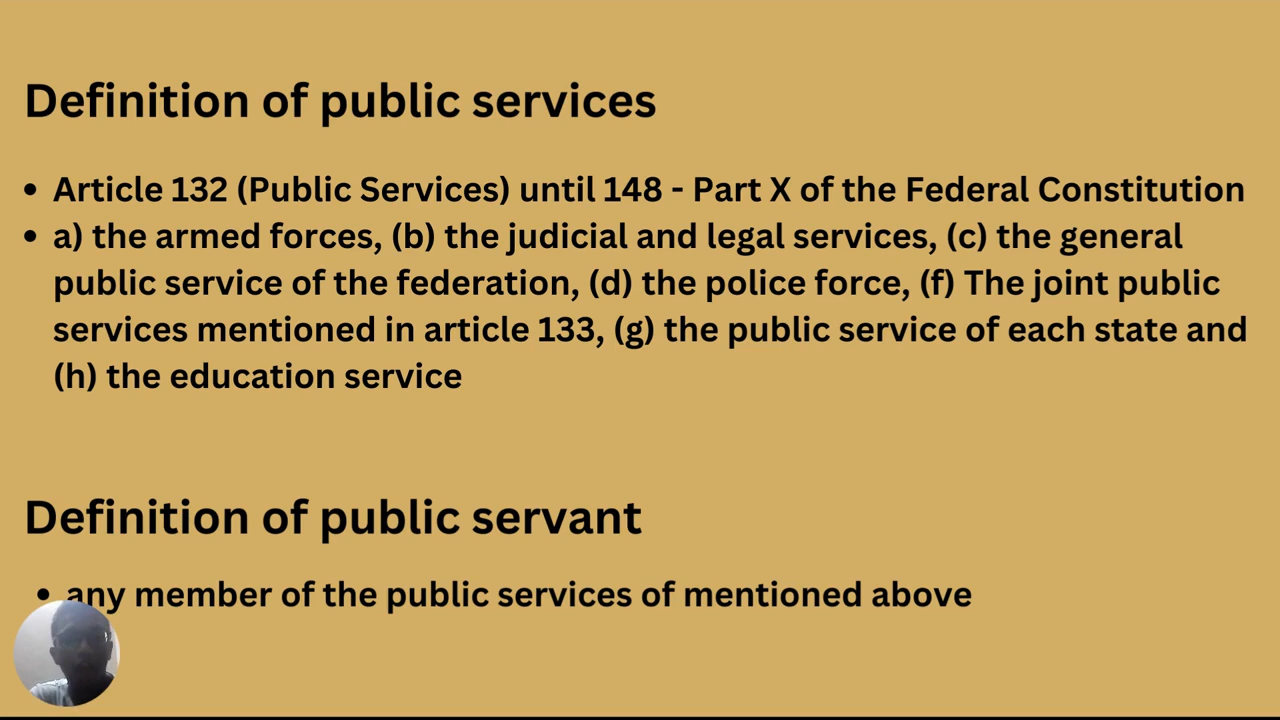 Definition of public services
• Article 132 (Public Services) until 148 - Part X of the Federal Constitution
• a) the armed forces, (b) the judicial and legal services, (c) the general
public service of the federation, (d) the police force, (f) The joint public
services mentioned in article 133, (g) the public service of each state and
(h) the education service
Definition of public servant
• any member of the public services of mentioned above